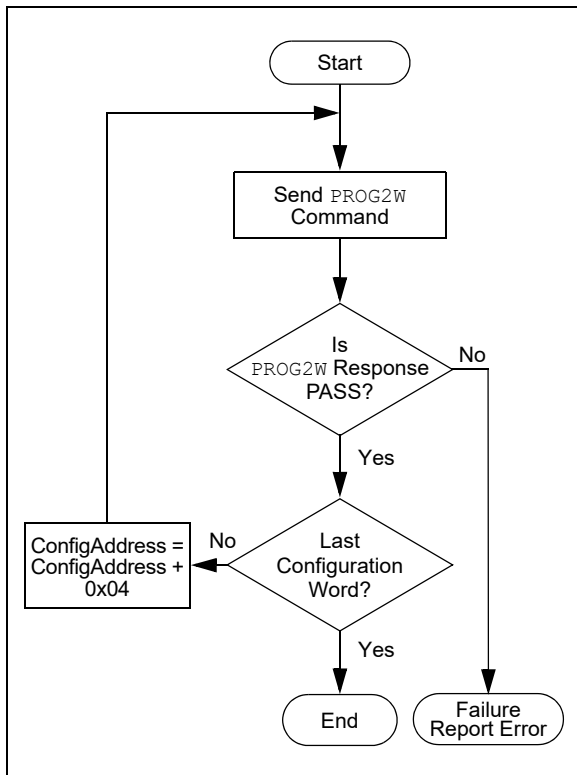 Start
Send PROG2W
Command
Is
PROG2W Response
PASS?
No
Yes
ConfigAddress =
ConfigAddress +
0x04
No
Last
Configuration
Word?
Yes
End
Failure
Report Error